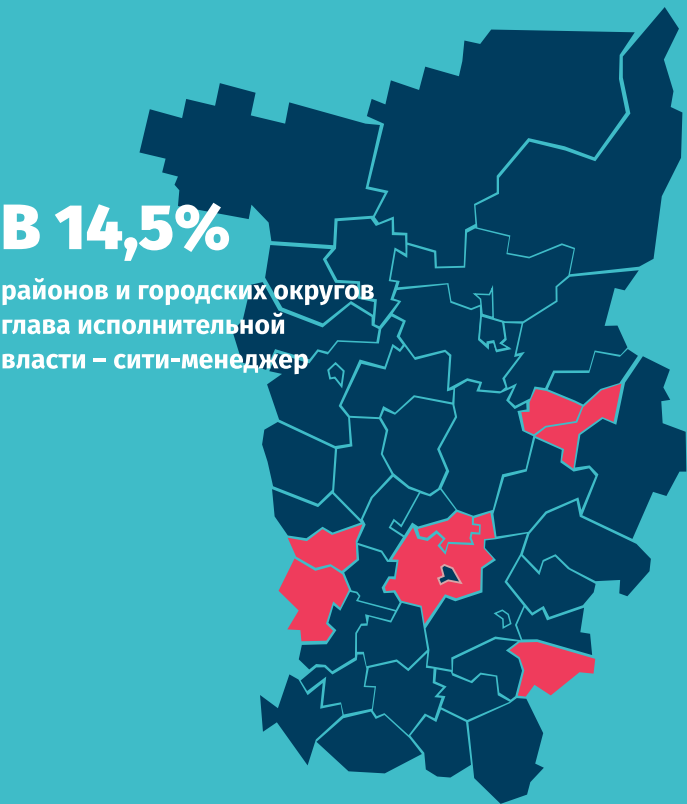 В 14,5%
районов и городских округов
глава исполнительной
власти – сити-менеджер